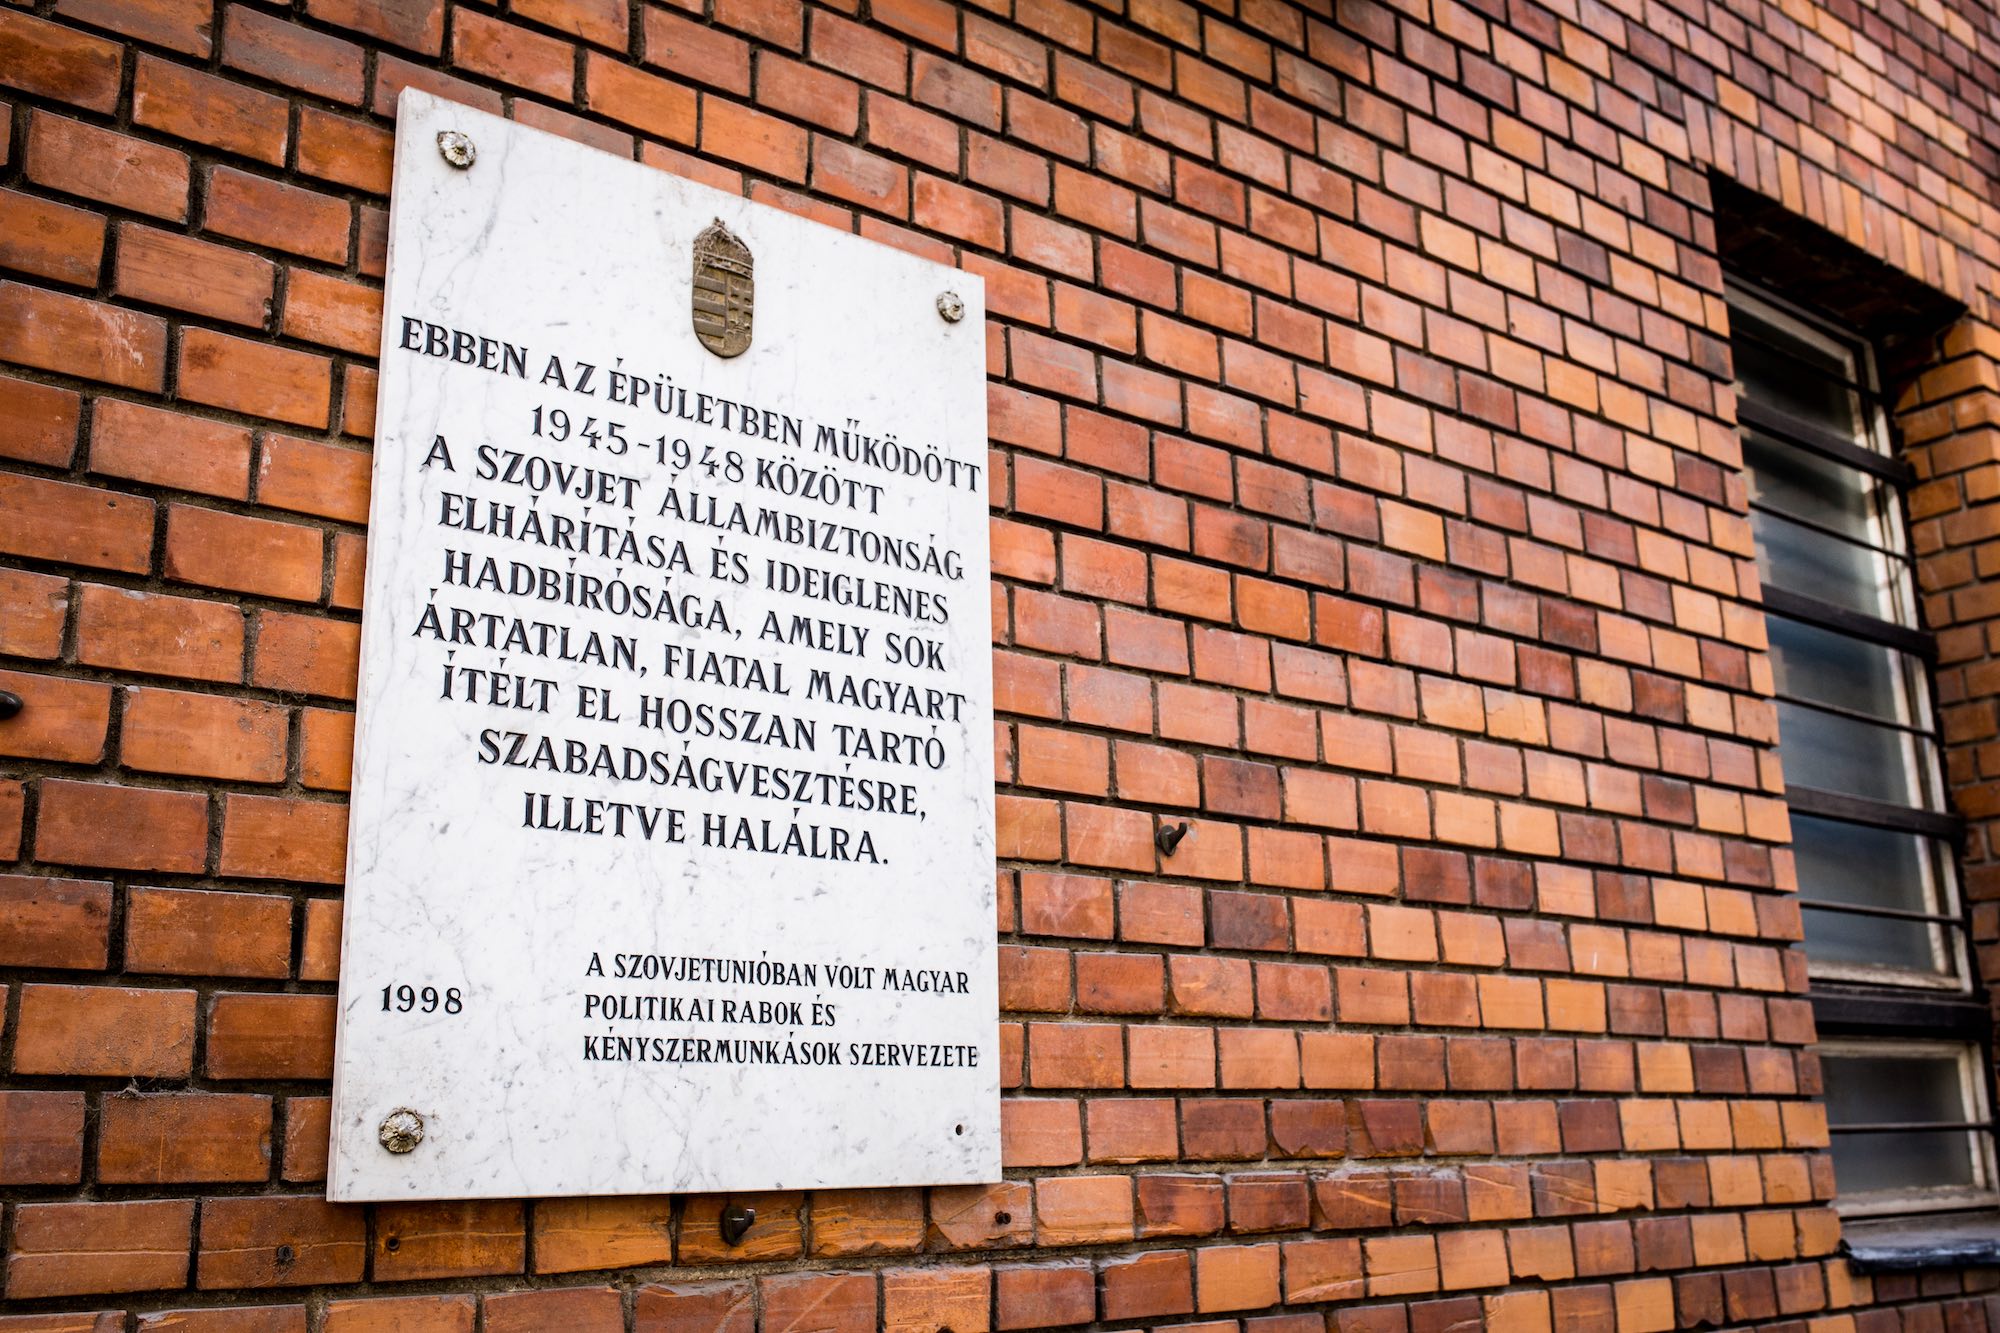 EBBEN AZ ÉPÜLETBEN MŰKÖDÖTT
1945-1948 KÖZÖTT
A SZOVJET ÁLLAMBIZTONSÁG
ELHÁRÍTÁSA ÉS IDEIGLENES
HADBÍRÓSÁGA, AMELY SOK
ÁRTATLAN, FIATAL MAGYART
ÍTÉLT EL HOSSZAN TARTÓ
SZABADSÁGVESZTÉSRE,
ILLETVE HALÁLRA.
1998
A SZOVJETUNIÓBAN VOLT MAGYAR
POLITIKAI RABOK ÉS
KÉNYSZERMUNKÁSOK SZERVEZETE